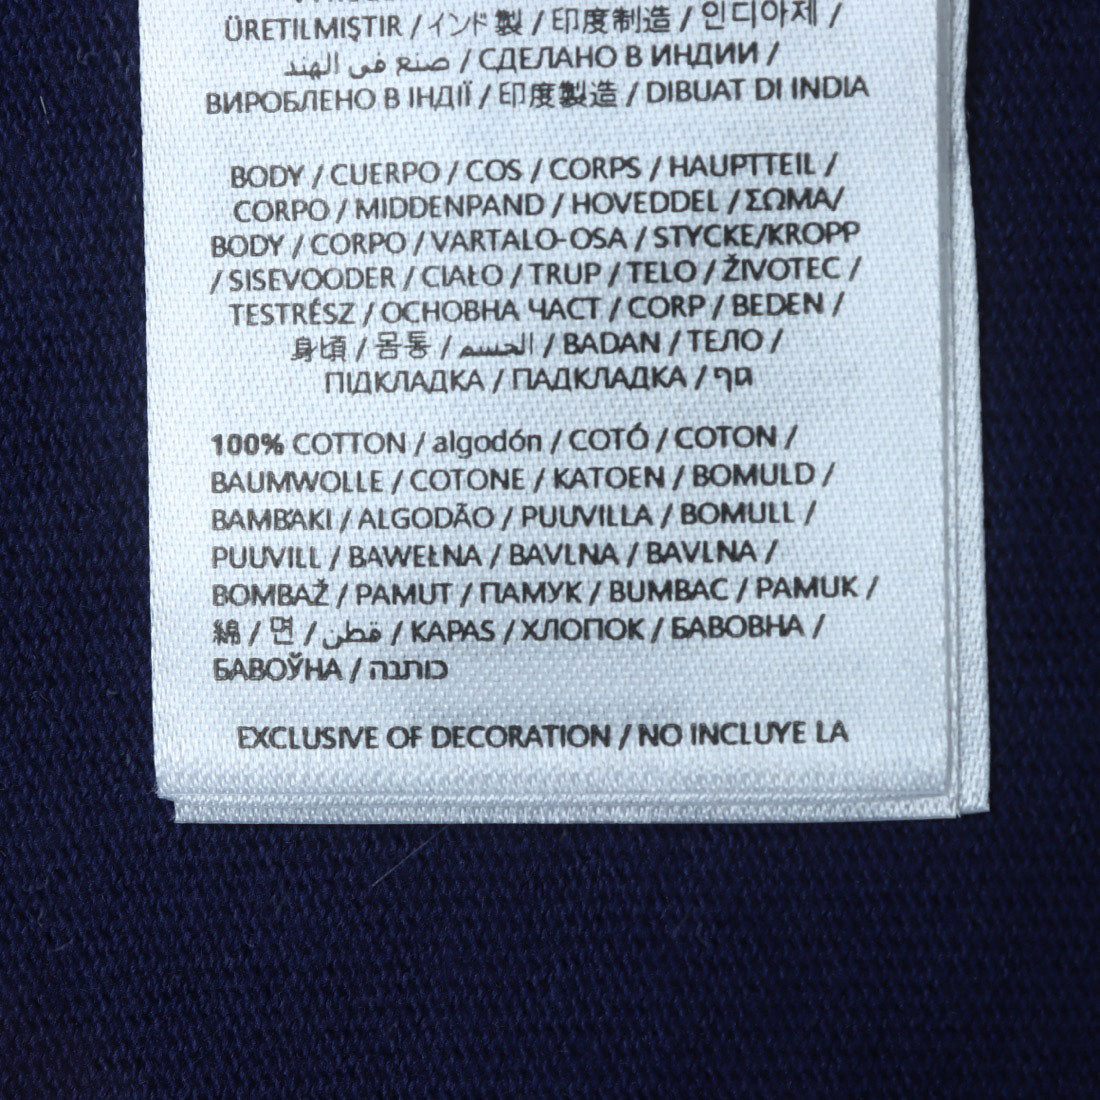 ÜRETILMIŞTIR / インド製 / 印度制造 / 인디아제 /
صنع في الهند / СДЕЛАНО В ИНДИИ /
ВИРОБЛЕНО В ІНДІЇ / 印度製造 / DIBUAT DI INDIA
BODY / CUERPO / COS / CORPS / HAUPTTEIL /
CORPO / MIDDENPAND / HOVEDDEL / ΣΩΜΑ/
BODY / CORPO / VARTALO-OSA / STYCKE/KROPP
/ SISEVOODER / CIAŁO / TRUP / TELO / ŽIVOTEC /
TESTRÉSZ / ОСНОВНА ЧАСТ / CORP / BEDEN /
身頃 / 몸통 / الجسم / BADAN / ТЕЛО /
ПІДКЛАДКА / ПАДКЛАДКА / גוף
100% COTTON / algodón / COTÓ / COTON /
BAUMWOLLE / COTONE / KATOEN / BOMULD /
BAMBAKI / ALGODÃO / PUUVILLA / BOMULL /
PUUVILL / BAWEŁNA / BAVLNA / BAVLNA /
BOMBAŽ / PAMUT / ПАМУК / BUMBAC / PAMUK /
綿 / 면 / قطن / KAPAS / ХЛОПОК / БАВОВНА /
БАВОЎНА / כותנה
EXCLUSIVE OF DECORATION / NO INCLUYE LA